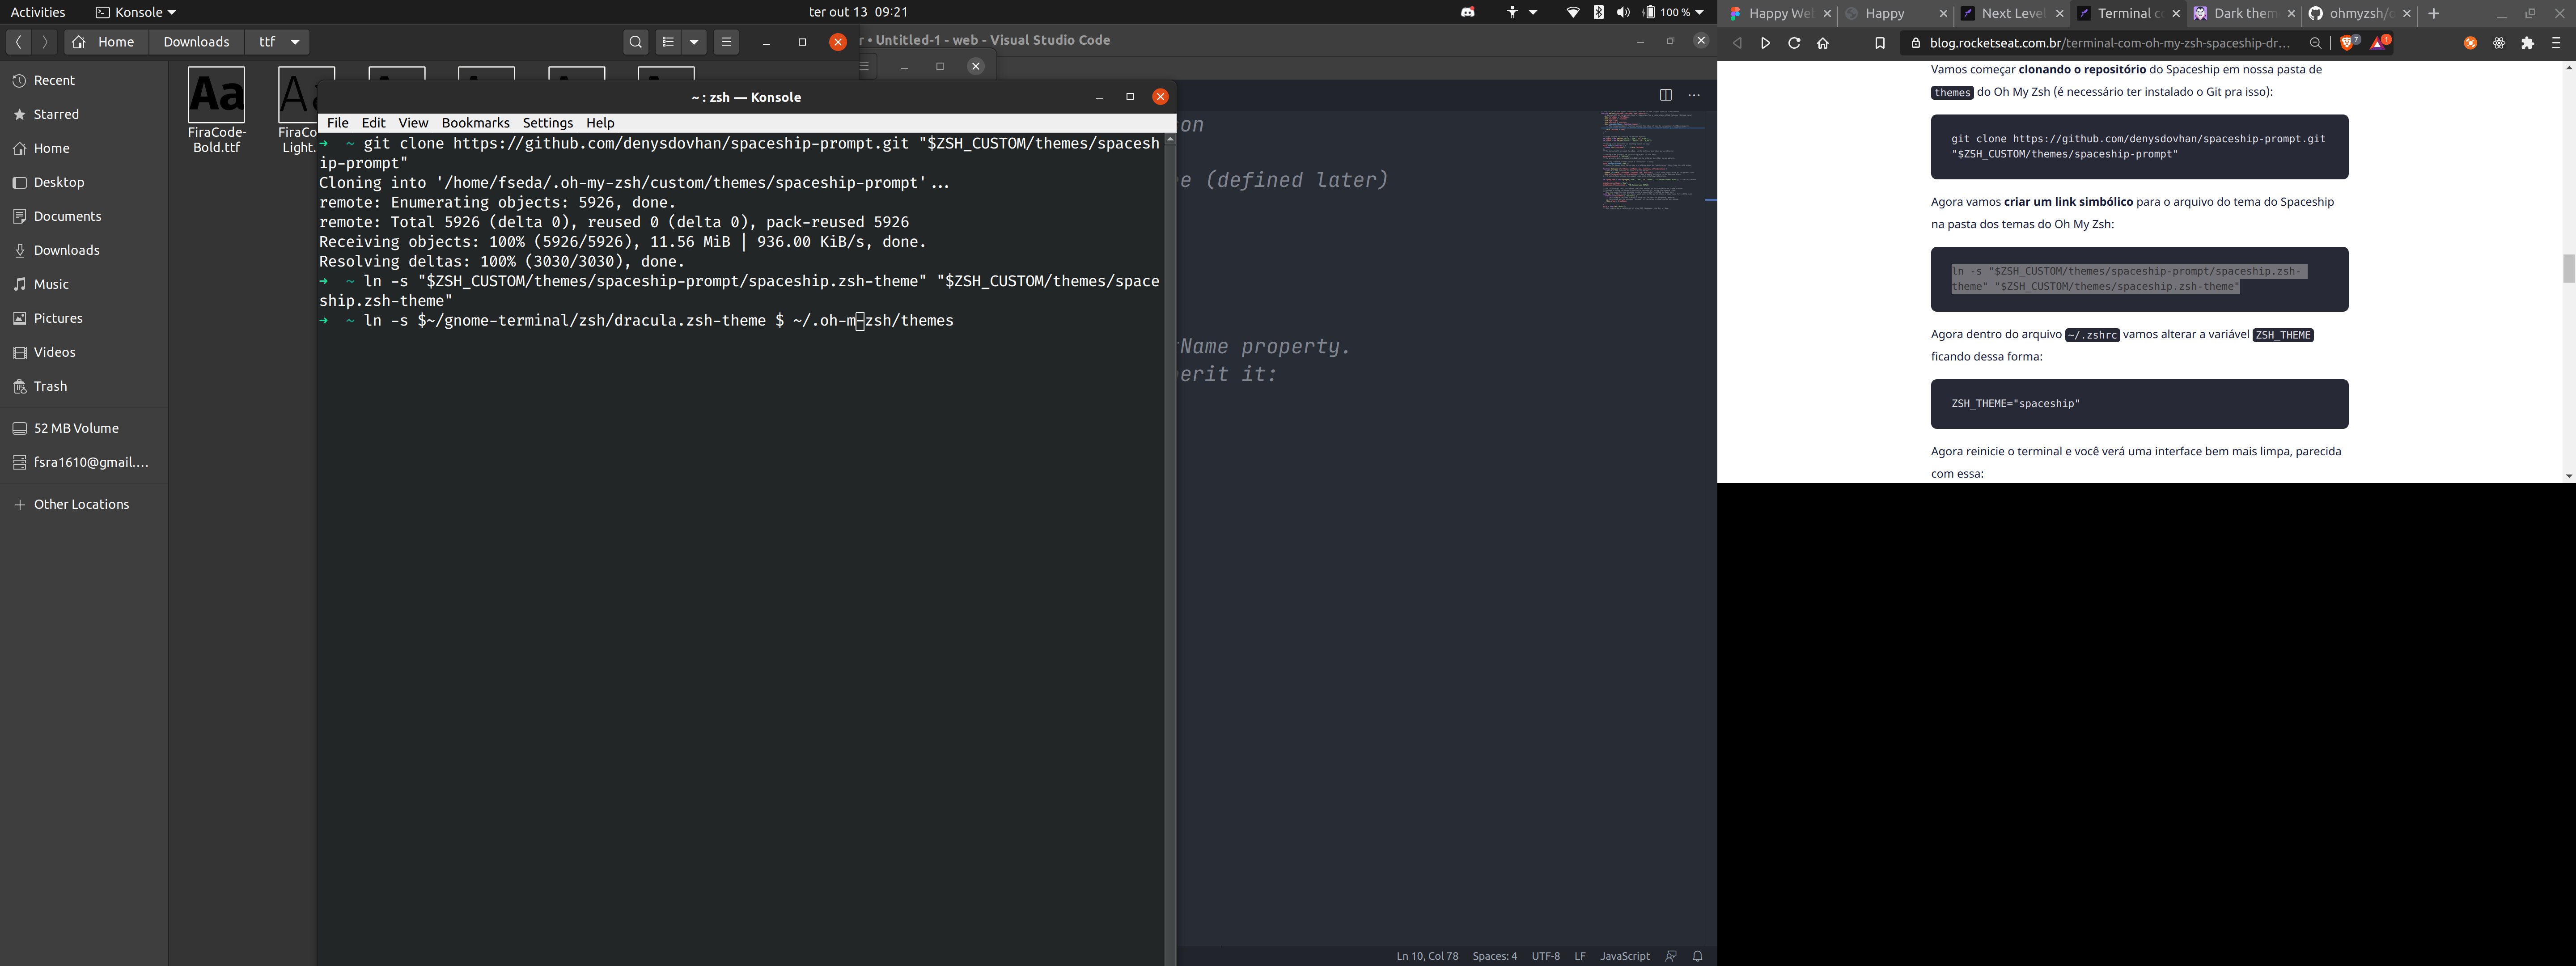 Activities
Konsole
ter out 13 09:21
100 %
Home
Downloads
ttf
Recent
Starred
Home
Desktop
Documents
Downloads
Music
Pictures
Videos
Trash
52 MB Volume
fsra1610@gmail....
Other Locations
Aa
FiraCode-
Bold.ttf
FiraCo
Light.
r • Untitled-1 - web - Visual Studio Code
~ : zsh — Konsole
File Edit View Bookmarks Settings Help
➜ ~ git clone https://github.com/denysdovhan/spaceship-prompt.git "$ZSH_CUSTOM/themes/spacesh
ip-prompt"
Cloning into '/home/fseda/.oh-my-zsh/custom/themes/spaceship-prompt'...
remote: Enumerating objects: 5926, done.
remote: Total 5926 (delta 0), reused 0 (delta 0), pack-reused 5926
Receiving objects: 100% (5926/5926), 11.56 MiB | 936.00 KiB/s, done.
Resolving deltas: 100% (3030/3030), done.
➜ ~ ln -s "$ZSH_CUSTOM/themes/spaceship-prompt/spaceship.zsh-theme" "$ZSH_CUSTOM/themes/space
ship.zsh-theme"
➜ ~ ln -s $~/gnome-terminal/zsh/dracula.zsh-theme $ ~/.oh-m-zsh/themes
on
pe (defined later)
Name property.
erit it:
Ln 10, Col 78 Spaces: 4 UTF-8 LF JavaScript
Happy We
Happy
Next Level
Terminal c
Dark them
ohmyzsh/
blog.rocketseat.com.br/terminal-com-oh-my-zsh-spaceship-dr...
7
1
Vamos começar clonando o repositório do Spaceship em nossa pasta de
themes do Oh My Zsh (é necessário ter instalado o Git pra isso):
git clone https://github.com/denysdovhan/spaceship-prompt.git
"$ZSH_CUSTOM/themes/spaceship-prompt"
Agora vamos criar um link simbólico para o arquivo do tema do Spaceship
na pasta dos temas do Oh My Zsh:
ln -s "$ZSH_CUSTOM/themes/spaceship-prompt/spaceship.zsh-
theme" "$ZSH_CUSTOM/themes/spaceship.zsh-theme"
Agora dentro do arquivo ~/.zshrc vamos alterar a variável ZSH_THEME
ficando dessa forma:
ZSH_THEME="spaceship"
Agora reinicie o terminal e você verá uma interface bem mais limpa, parecida
com essa: